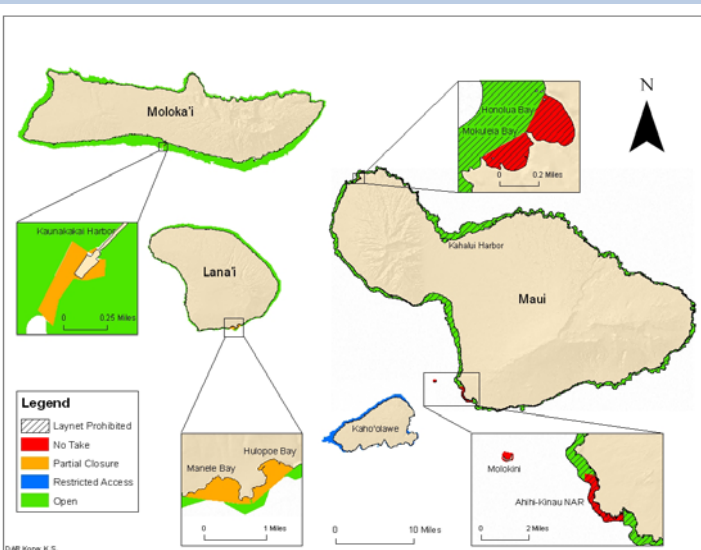 Moloka'i
Honolua Bay
Mokuleia Bay
0 0.2 Miles
N
Kaunakakai Harbor
0 0.25 Miles
Lana'i
Kahalui Harbor
Maui
Legend
Laynet Prohibited
No Take
Partial Closure
Restricted Access
Open
Manele Bay
Hulopoe Bay
0 1 Miles
Kaho'olawe
0 10 Miles
Molokini
Ahihi-Kinau NAR
0 2 Miles
DAR
K.S.